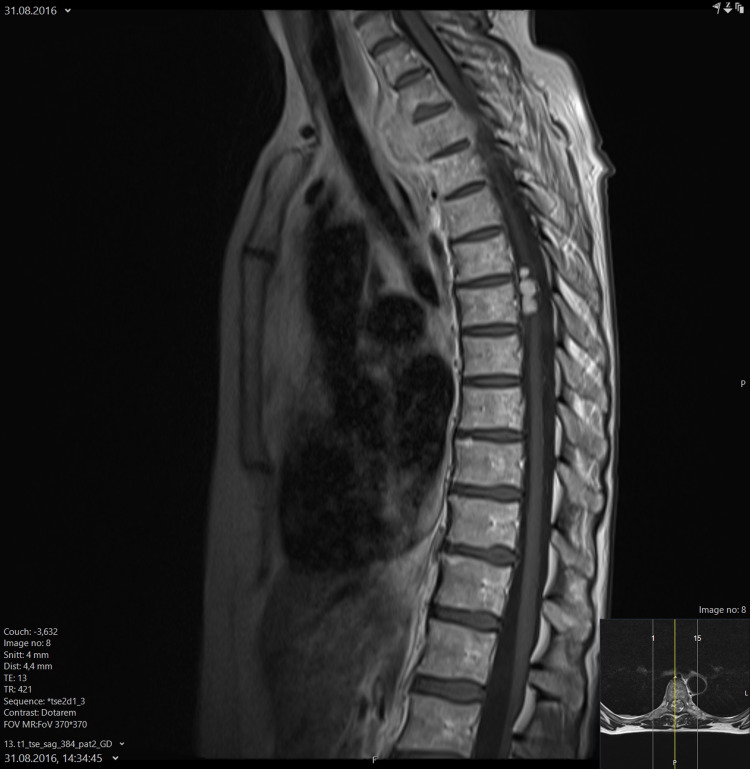 31.08.2016
P
Image no: 8
1 15
L
P
F
Couch: -3,632
Image no: 8
Snitt: 4 mm
Dist: 4,4 mm
TE: 13
TR: 421
Sequence: *tse2d1_3
Contrast: Dotarem
FOV MR:FoV 370*370
13. t1_tse_sag_384_pat2_GD
31.08.2016, 14:34:45